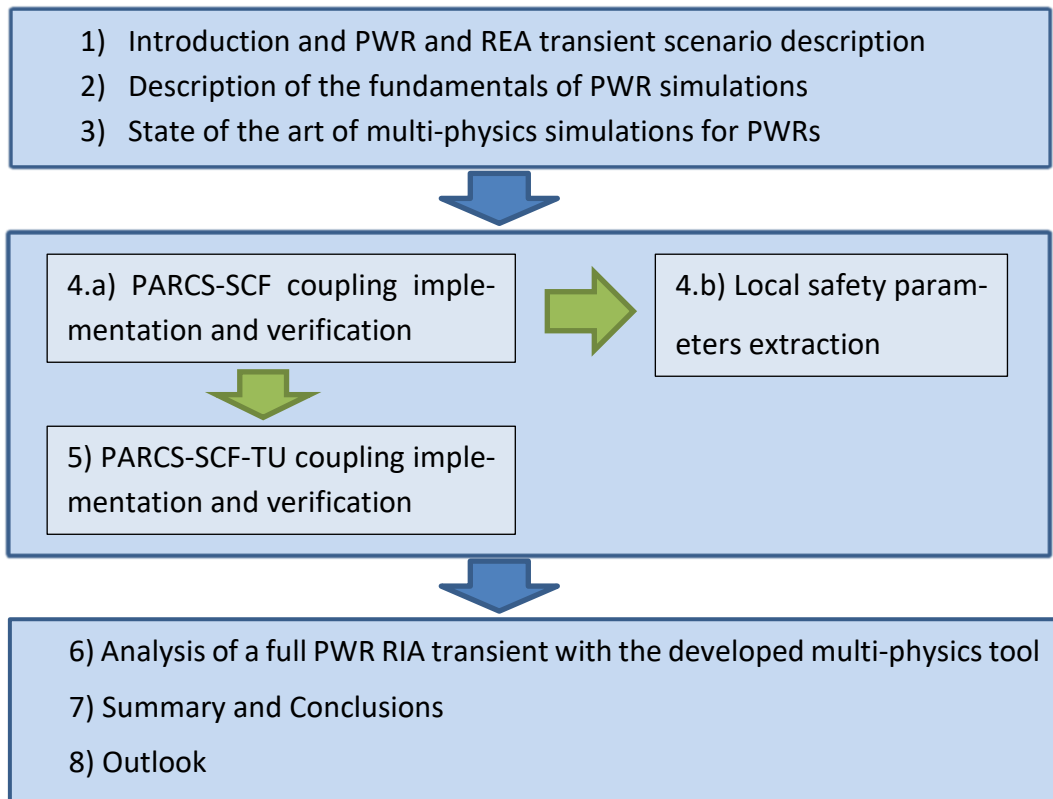 1) Introduction and PWR and REA transient scenario description
2) Description of the fundamentals of PWR simulations
3) State of the art of multi-physics simulations for PWRs
4.a) PARCS-SCF coupling imple-
mentation and verification
4.b) Local safety param-
eters extraction
5) PARCS-SCF-TU coupling imple-
mentation and verification
6) Analysis of a full PWR RIA transient with the developed multi-physics tool
7) Summary and Conclusions
8) Outlook